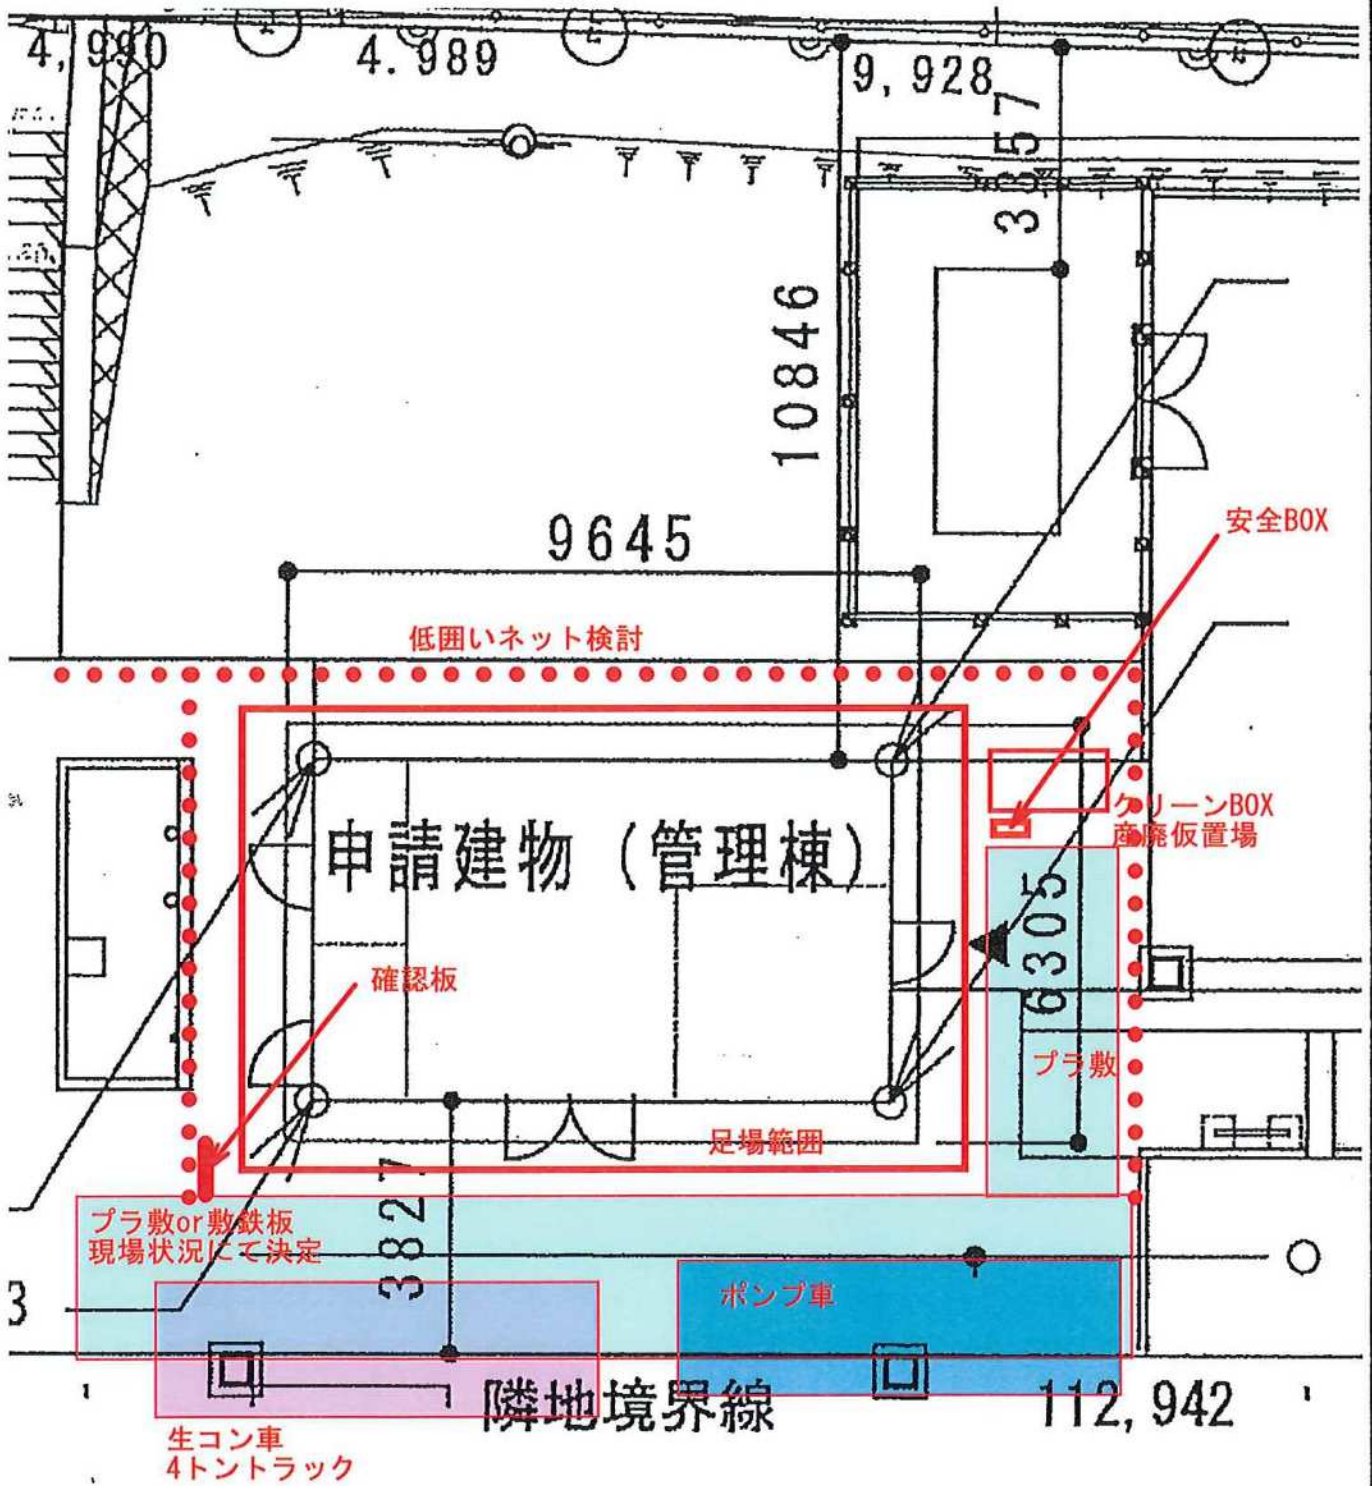 4,990
4.989
9,928
3357
10846
安全BOX
9645
低囲いネット検討
クリーンBOX
産廃仮置場
申請建物（管理棟）
6305
確認板
プラ敷
足場範囲
3827
プラ敷or敷鉄板
現場状況にて決定
3
ポンプ車
隣地境界線
112,942
生コン車
4トントラック